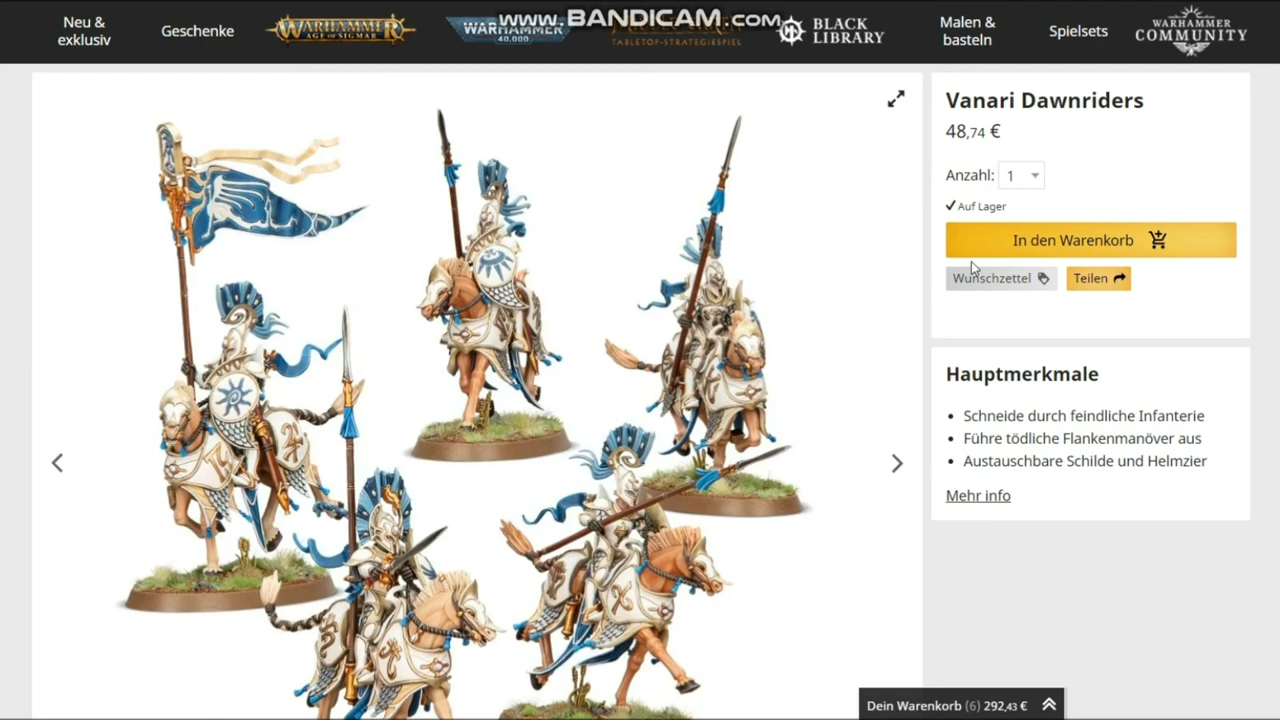 Neu &
exklusiv
Geschenke
WARHAMMER
AGE OF SIGMAR
WARHAMMER
40,000
www.BANDICAM.com
TABLETOP-STRATEGIESPIEL
BLACK
LIBRARY
Malen &
basteln
Spielsets
WARHAMMER
COMMUNITY
Vanari Dawnriders
48,74 €
Anzahl: 1
Auf Lager
In den Warenkorb
Wunschzettel
Teilen
Hauptmerkmale
• Schneide durch feindliche Infanterie
• Führe tödliche Flankenmanöver aus
• Austauschbare Schilde und Helmzier
Mehr info
Dein Warenkorb (6) 292,43 €